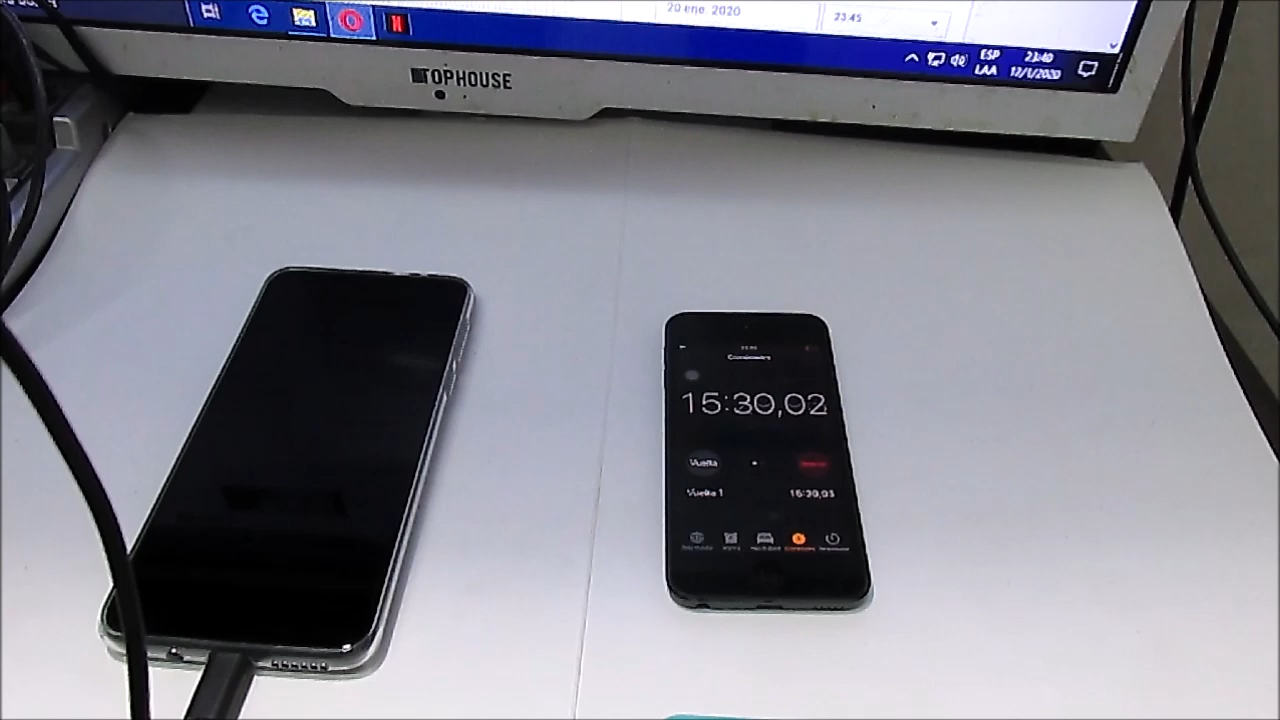 20 ene. 2020
23:45
ESP
23:40
LAA
12/1/2020
TOPHOUSE
Cronómetro
15:30,02
Vuelta
Vuelta 1
15:30,03